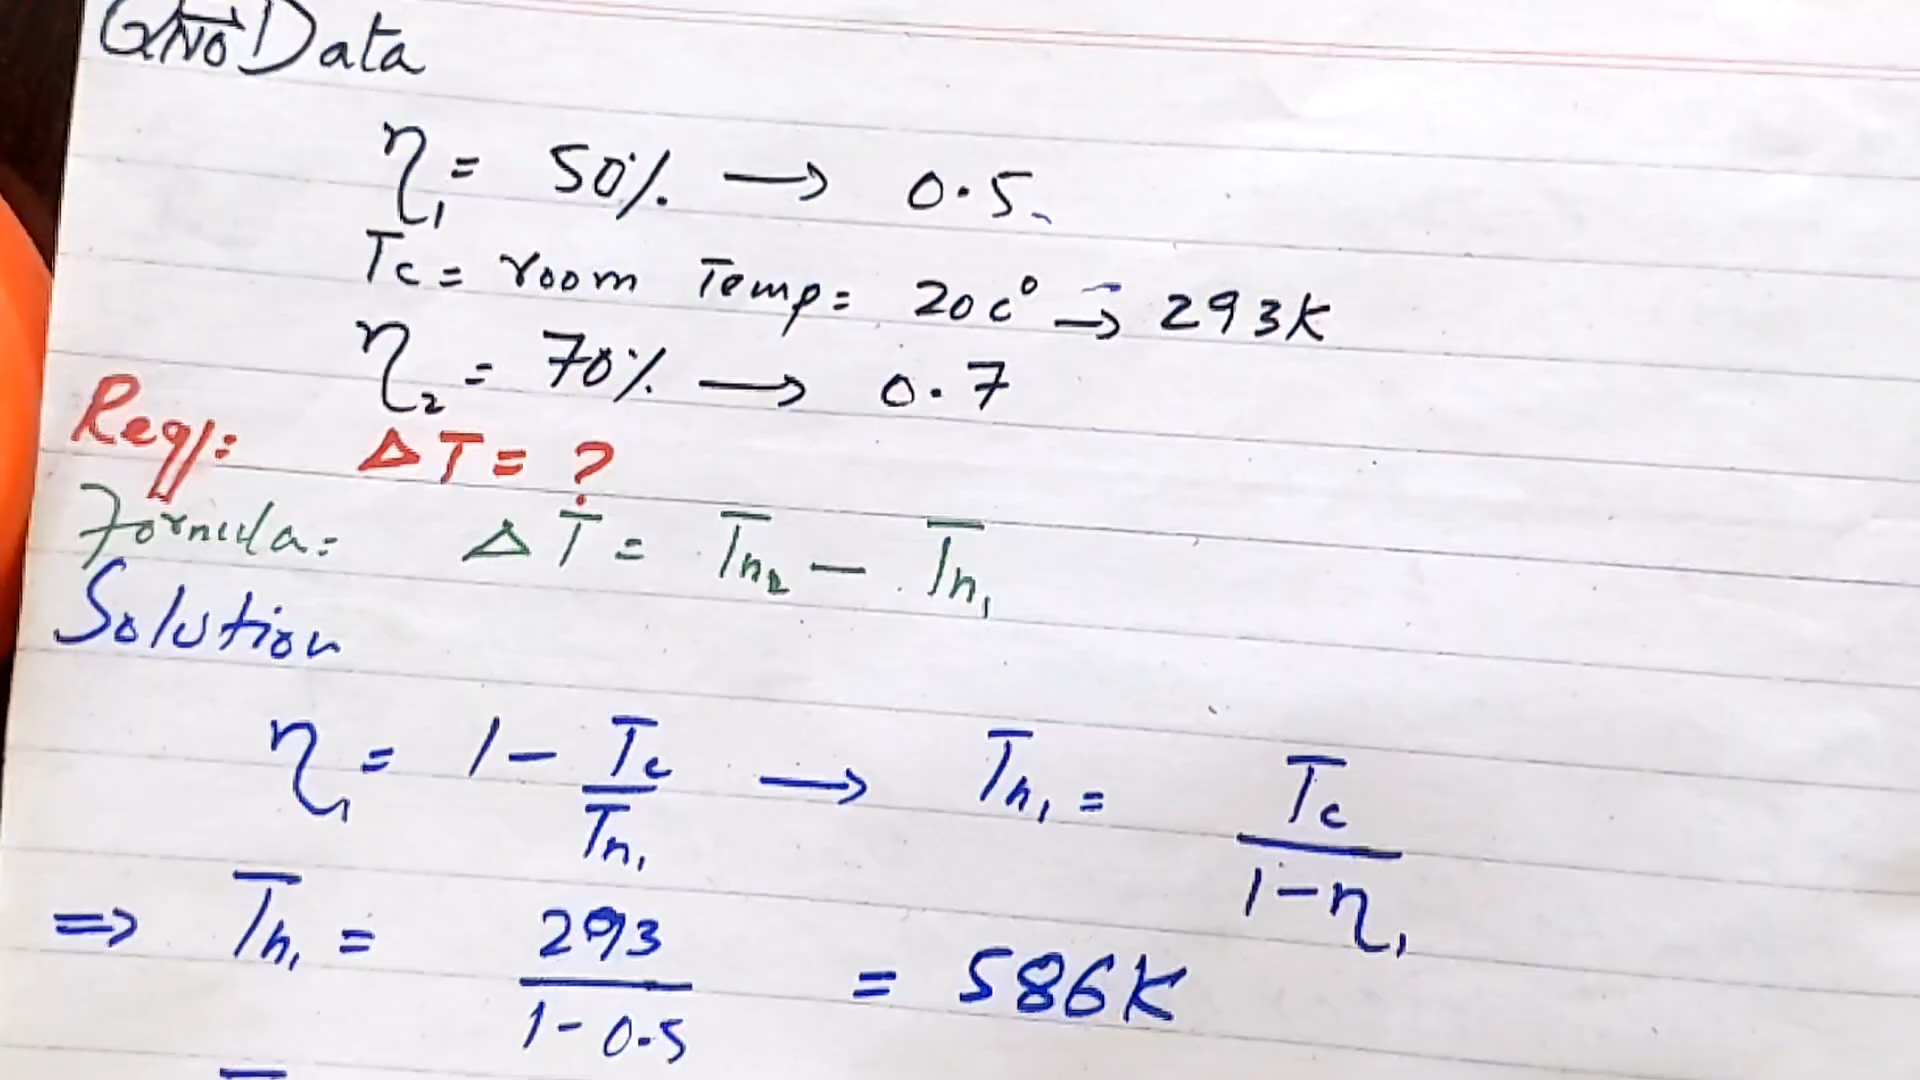 QNo Data
η₁ = 50% → 0.5
Tc = room Temp = 20c° → 293K
η₂ = 70% → 0.7
Req/: ΔT = ?
Formula: ΔT = Th₂ - Th₁
Solution
η₁ = 1 - Tc/Th₁ → Th₁ = Tc/1-η₁
⇒ Th₁ = 293/1-0.5 = 586K